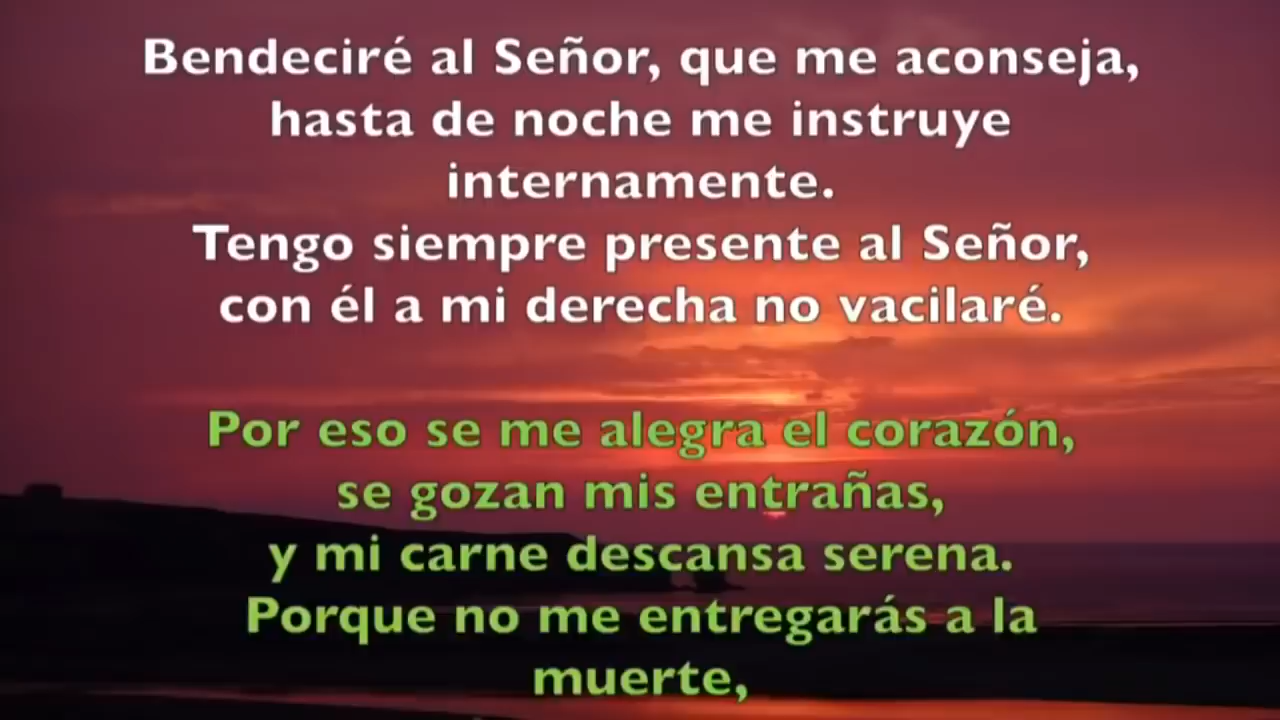 Bendeciré al Señor, que me aconseja,
hasta de noche me instruye
internamente.
Tengo siempre presente al Señor,
con él a mi derecha no vacilaré.
Por eso se me alegra el corazón,
se gozan mis entrañas,
y mi carne descansa serena.
Porque no me entregarás a la
muerte,